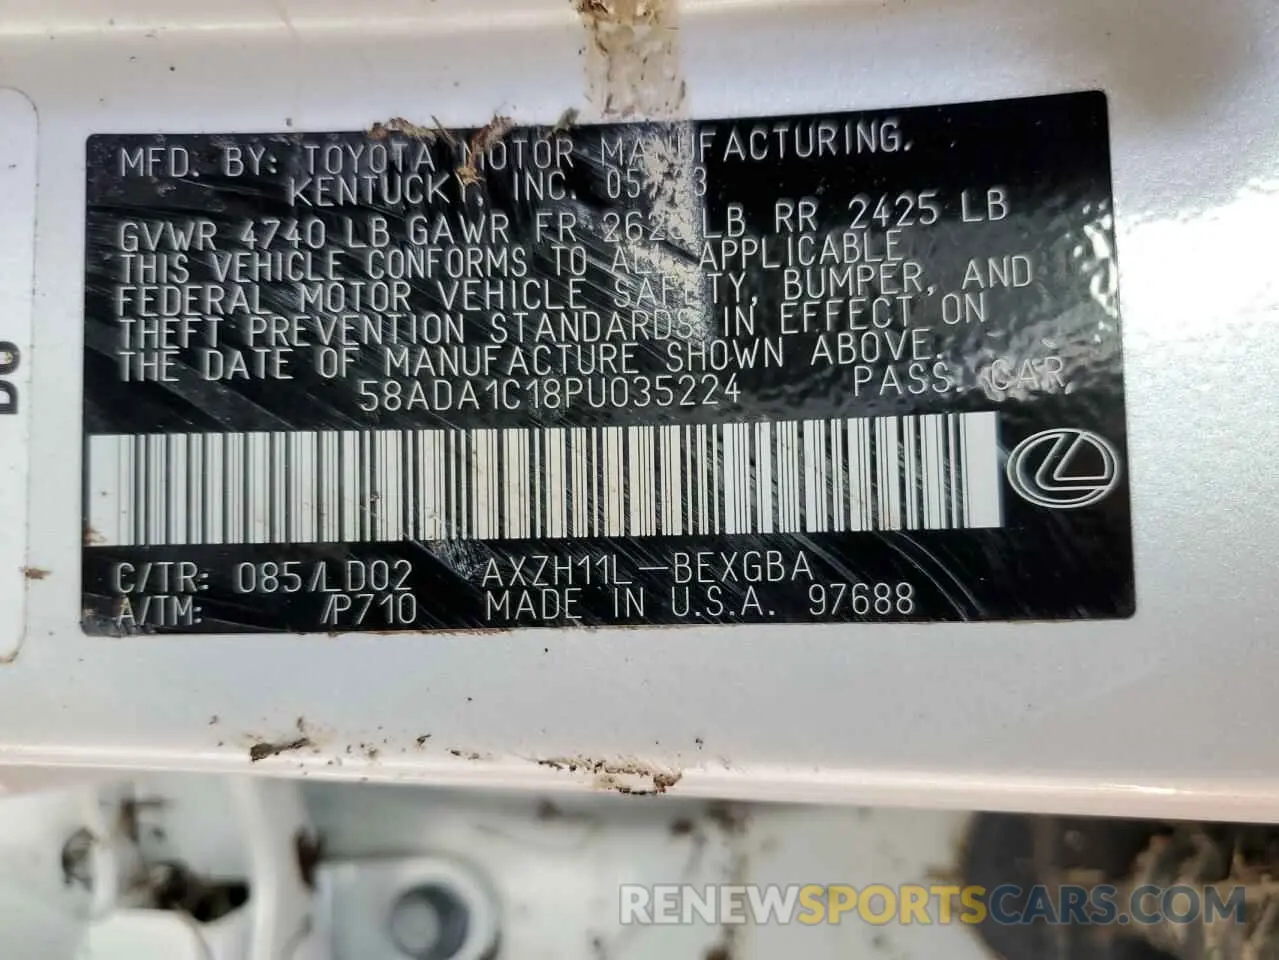 MFD. BY: TOYOTA MOTOR MANUFACTURING,
KENTUCKY, INC.
GVWR 4740 LB GAWR FR LB RR 2425 LB
THIS VEHICLE CONFORMS TO ALL APPLICABLE
FEDERAL MOTOR VEHICLE SAFETY, BUMPER, AND
THEFT PREVENTION STANDARDS IN EFFECT ON
THE DATE OF MANUFACTURE SHOWN ABOVE.
58ADA1C18PU035224 PASS. CAR
C/TR: 085/LD02 AXZH11L-BEXGBA
A/TM: /P710 MADE IN U.S.A. 97688
RENEWSPORTSCARS.COM